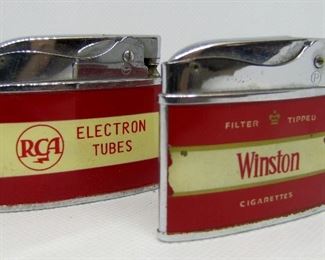 RCA
ELECTRON
TUBES
FILTER TIPPED
Winston
CIGARETTES